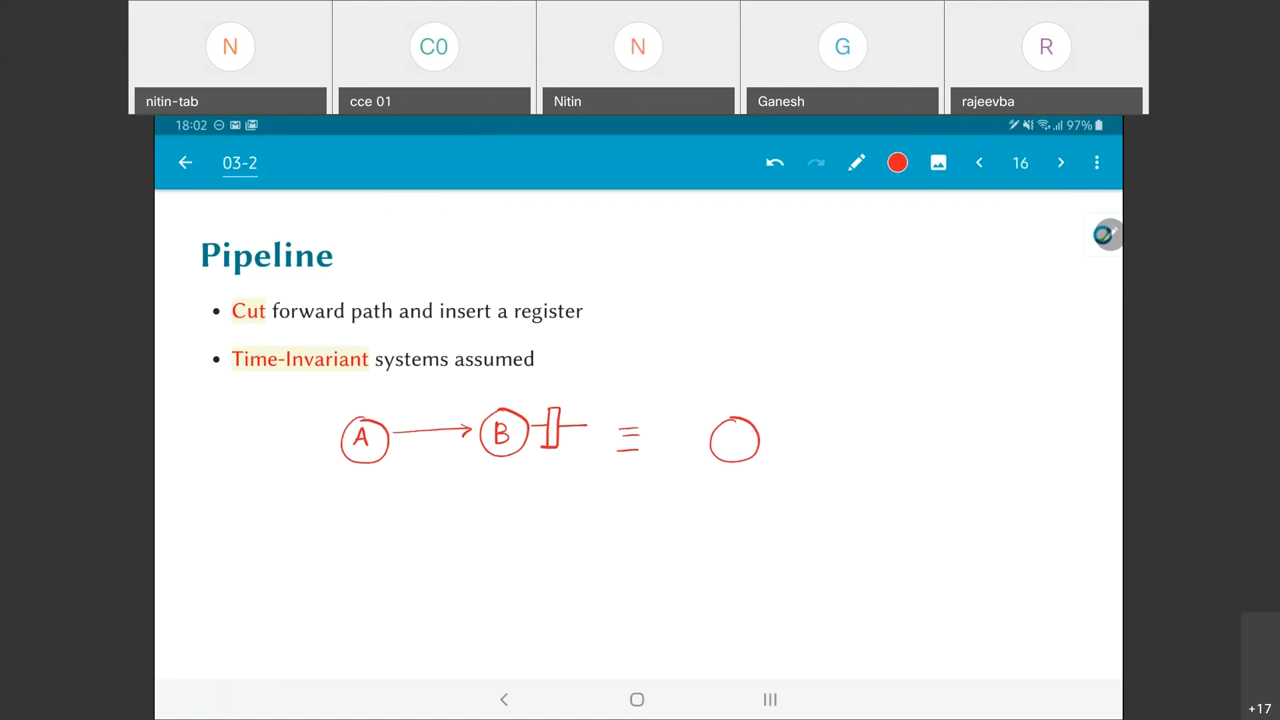 N C0 N G R
nitin-tab cce 01 Nitin Ganesh rajeevba
18:02 97%
03-2 16
Pipeline
• Cut forward path and insert a register
• Time-Invariant systems assumed
A → B ≡
+17